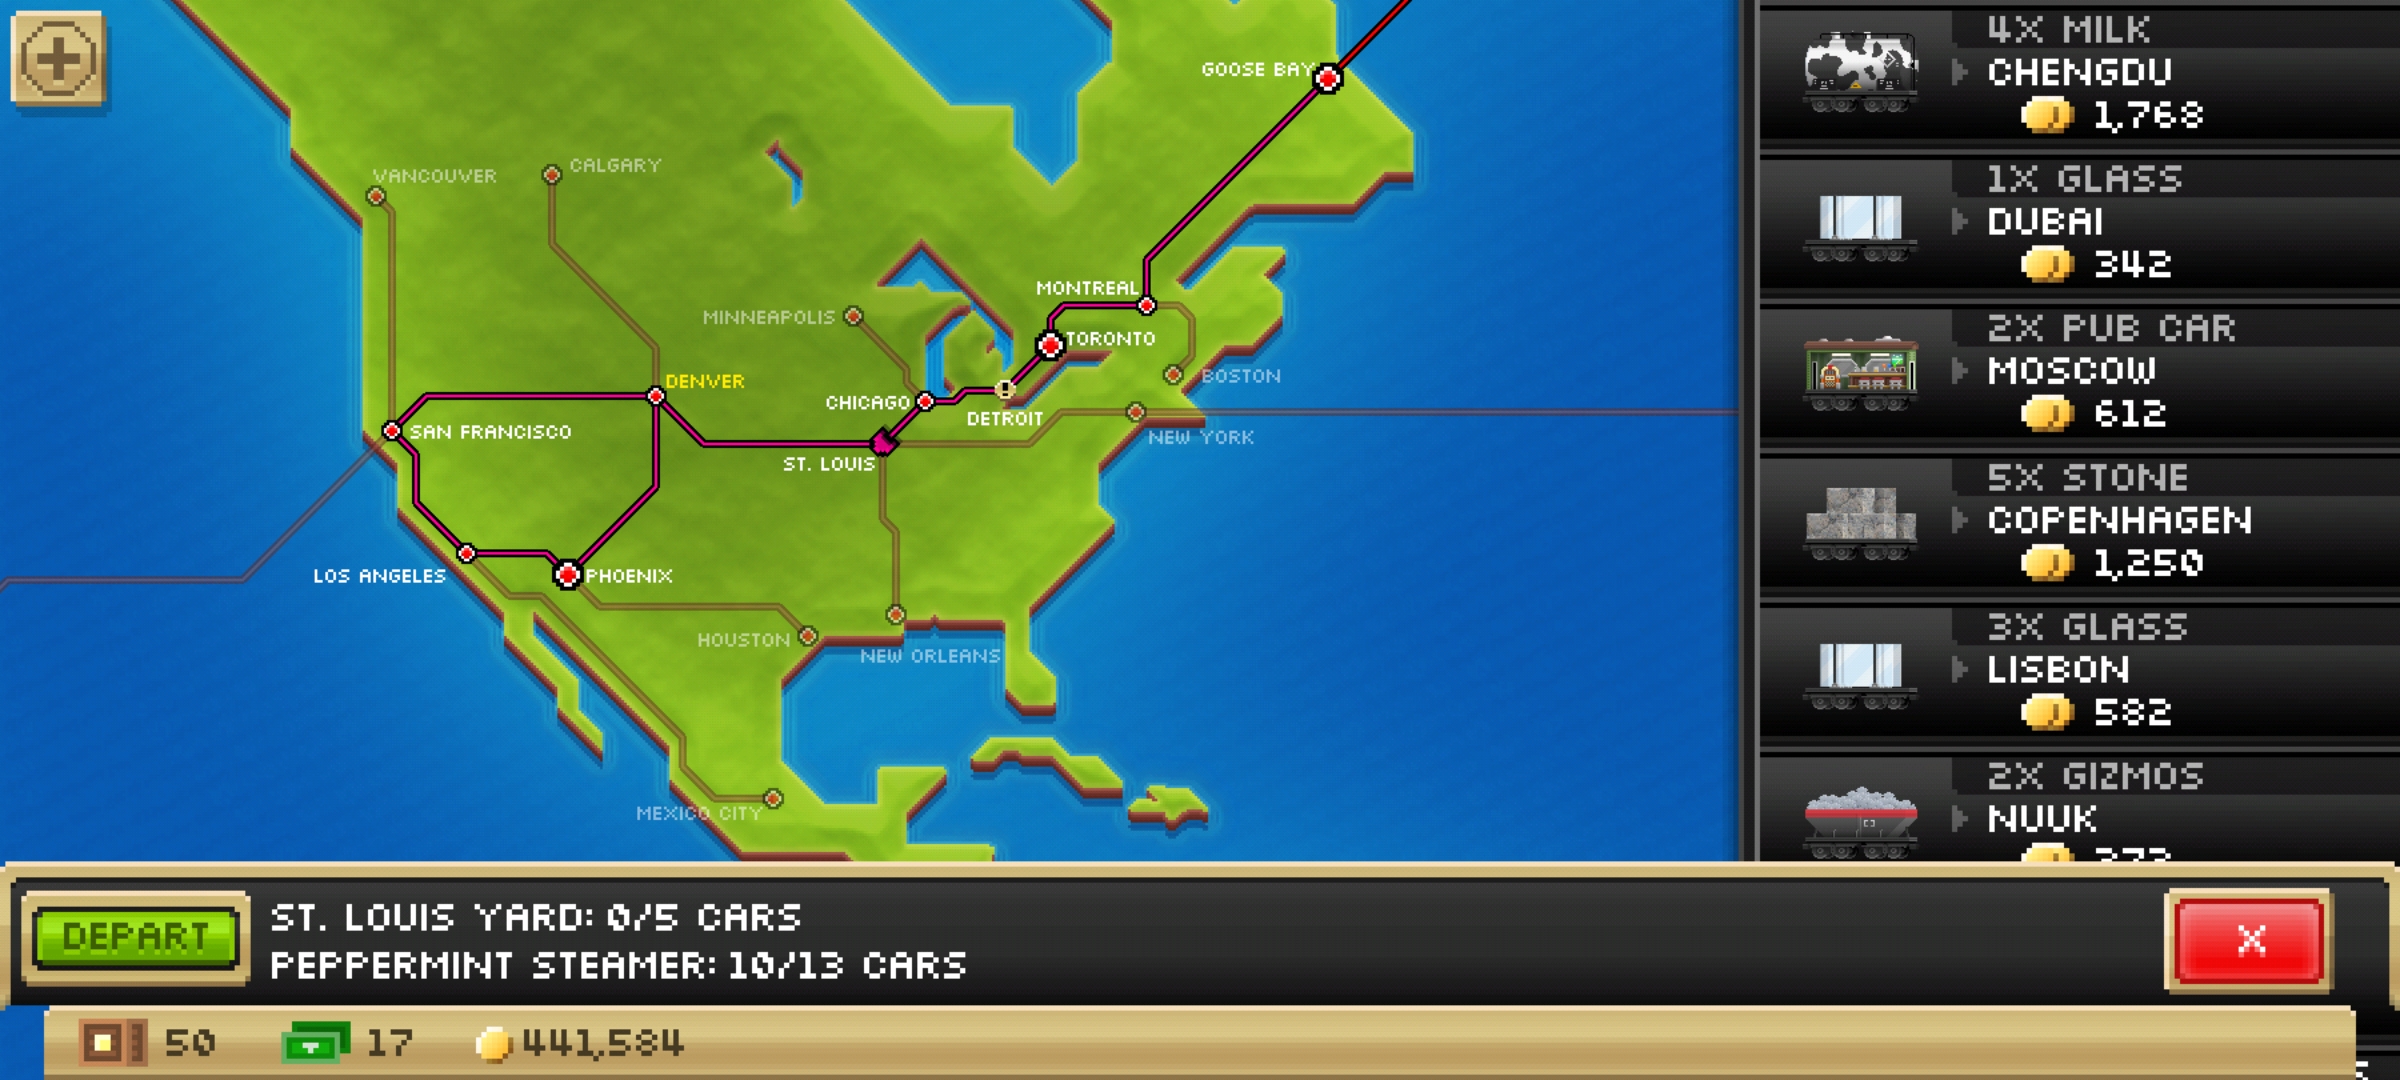 GOOSE BAY
VANCOUVER
CALGARY
MINNEAPOLIS
MONTREAL
TORONTO
BOSTON
DENVER
CHICAGO
DETROIT
SAN FRANCISCO
NEW YORK
ST. LOUIS
LOS ANGELES
PHOENIX
HOUSTON
NEW ORLEANS
MEXICO CITY
4X MILK
CHENGDU
1,768
1X GLASS
DUBAI
342
2X PUB CAR
MOSCOW
612
5X STONE
COPENHAGEN
1,250
3X GLASS
LISBON
582
2X GIZMOS
NUUK
DEPART
ST. LOUIS YARD: 0/5 CARS
PEPPERMINT STEAMER: 10/13 CARS
X
50
17
441,584